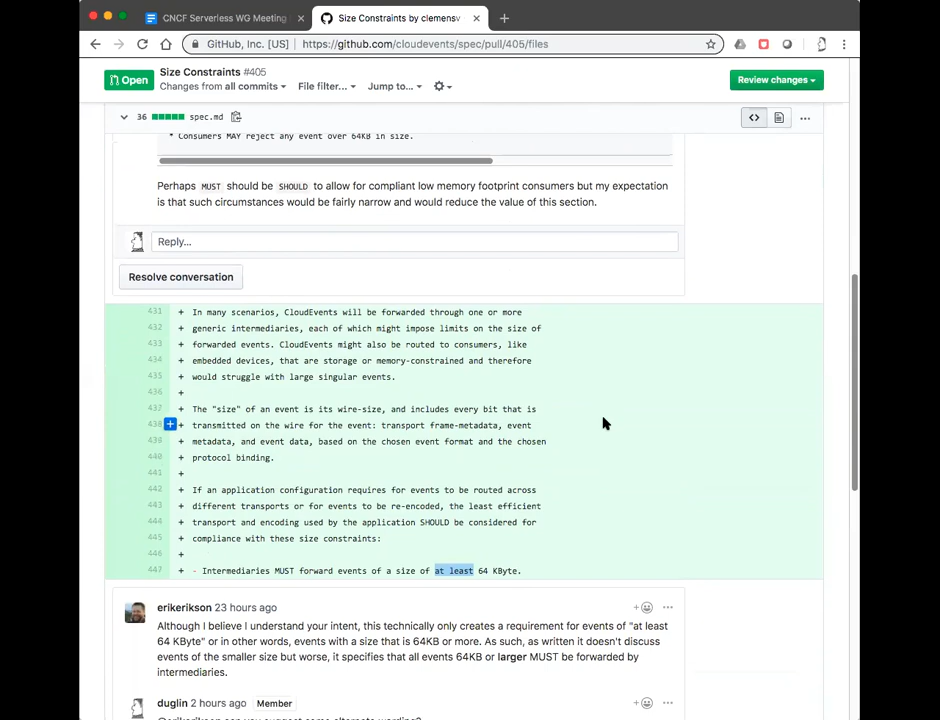 CNCF Serverless WG Meeting
Size Constraints by clemensv
GitHub, Inc. [US] | https://github.com/cloudevents/spec/pull/405/files
Open
Size Constraints #405
Changes from all commits
File filter...
Jump to...
Review changes
36
spec.md
* Consumers MAY reject any event over 64KB in size.
Perhaps MUST should be SHOULD to allow for compliant low memory footprint consumers but my expectation
is that such circumstances would be fairly narrow and would reduce the value of this section.
Reply...
Resolve conversation
431 + In many scenarios, CloudEvents will be forwarded through one or more
432 + generic intermediaries, each of which might impose limits on the size of
433 + forwarded events. CloudEvents might also be routed to consumers, like
434 + embedded devices, that are storage or memory-constrained and therefore
435 + would struggle with large singular events.
436 +
437 + The "size" of an event is its wire-size, and includes every bit that is
438 + transmitted on the wire for the event: transport frame-metadata, event
439 + metadata, and event data, based on the chosen event format and the chosen
440 + protocol binding.
441 +
442 + If an application configuration requires for events to be routed across
443 + different transports or for events to be re-encoded, the least efficient
444 + transport and encoding used by the application SHOULD be considered for
445 + compliance with these size constraints:
446 +
447 + - Intermediaries MUST forward events of a size of at least 64 KByte.
erikerikson 23 hours ago
Although I believe I understand your intent, this technically only creates a requirement for events of "at least
64 KByte" or in other words, events with a size that is 64KB or more. As such, as written it doesn't discuss
events of the smaller size but worse, it specifies that all events 64KB or larger MUST be forwarded by
intermediaries.
duglin 2 hours ago Member
@erikerikson can you suggest some alternate wording?